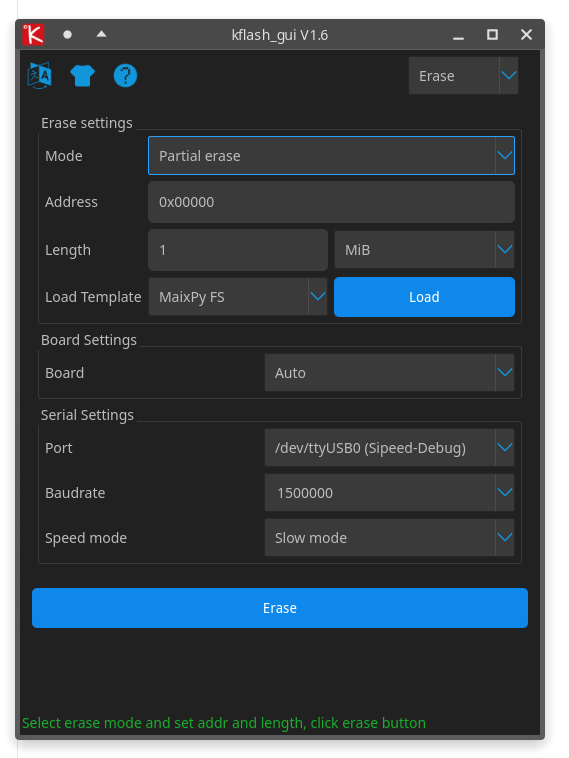 kflash_gui V1.6
Erase
Erase settings
Mode Partial erase
Address 0x00000
Length 1 MiB
Load Template MaixPy FS Load
Board Settings
Board Auto
Serial Settings
Port /dev/ttyUSB0 (Sipeed-Debug)
Baudrate 1500000
Speed mode Slow mode
Erase
Select erase mode and set addr and length, click erase button